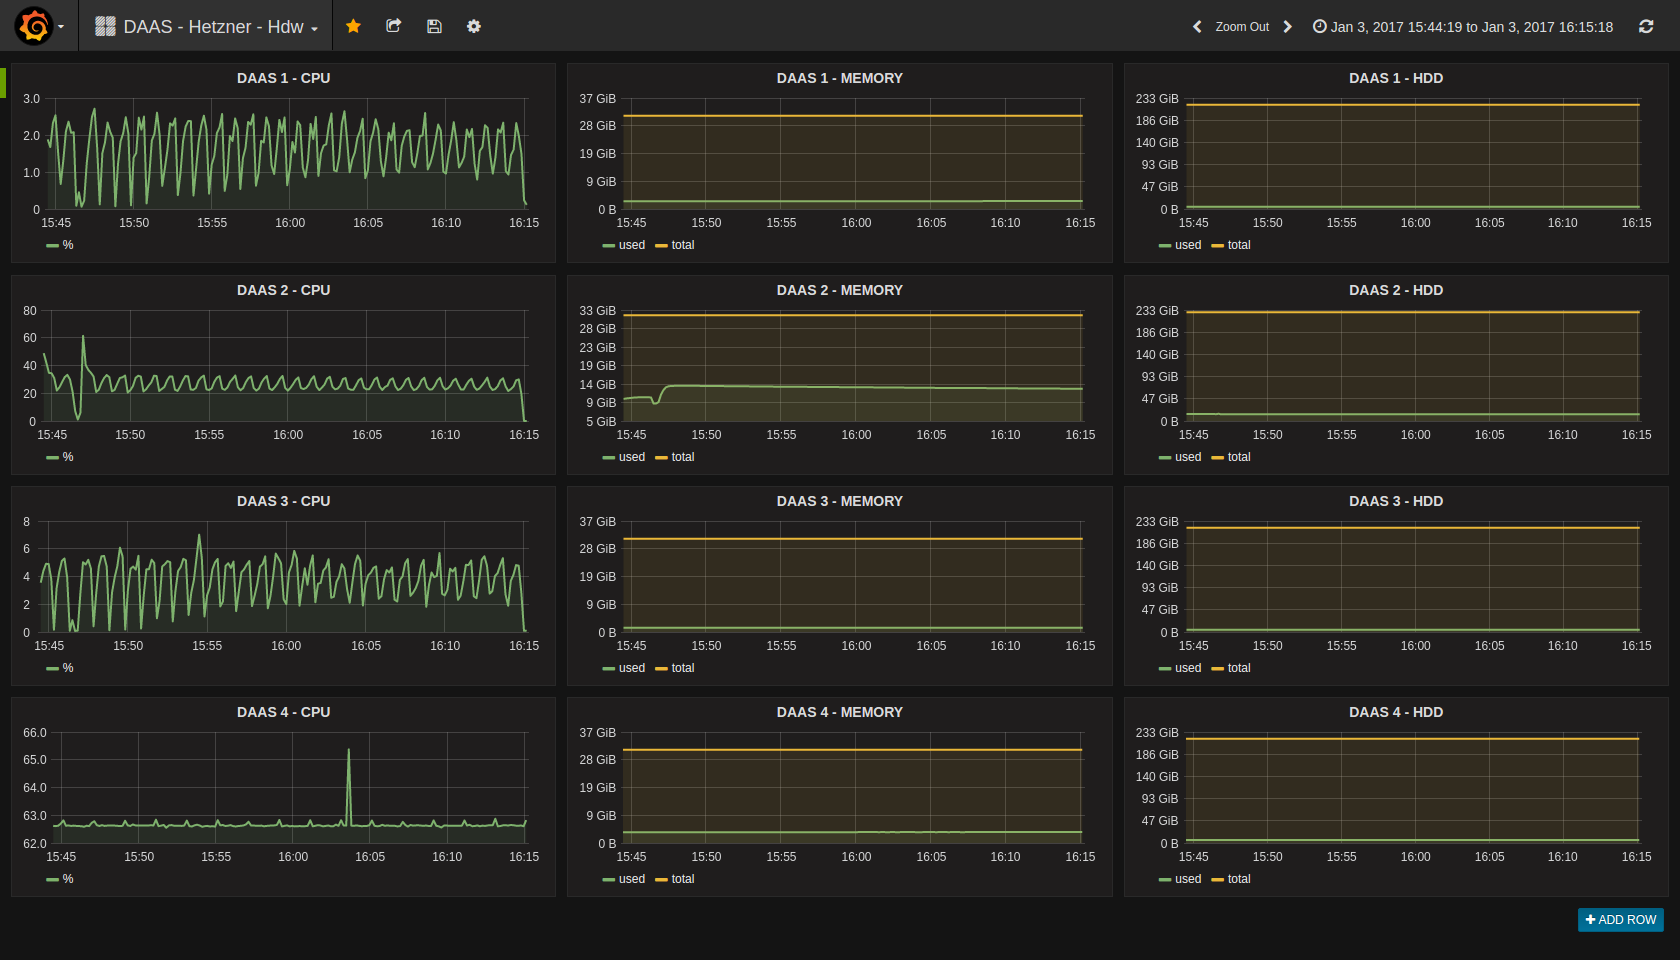 DAAS - Hetzner - Hdw
Zoom Out
Jan 3, 2017 15:44:19 to Jan 3, 2017 16:15:18
DAAS 1 - CPU
3.0
2.0
1.0
0
15:45 15:50 15:55 16:00 16:05 16:10 16:15
%
DAAS 1 - MEMORY
37 GiB
28 GiB
19 GiB
9 GiB
0 B
15:45 15:50 15:55 16:00 16:05 16:10 16:15
used total
DAAS 1 - HDD
233 GiB
186 GiB
140 GiB
93 GiB
47 GiB
0 B
15:45 15:50 15:55 16:00 16:05 16:10 16:15
used total
DAAS 2 - CPU
80
60
40
20
0
15:45 15:50 15:55 16:00 16:05 16:10 16:15
%
DAAS 2 - MEMORY
33 GiB
28 GiB
23 GiB
19 GiB
14 GiB
9 GiB
5 GiB
15:45 15:50 15:55 16:00 16:05 16:10 16:15
used total
DAAS 2 - HDD
233 GiB
186 GiB
140 GiB
93 GiB
47 GiB
0 B
15:45 15:50 15:55 16:00 16:05 16:10 16:15
used total
DAAS 3 - CPU
8
6
4
2
0
15:45 15:50 15:55 16:00 16:05 16:10 16:15
%
DAAS 3 - MEMORY
37 GiB
28 GiB
19 GiB
9 GiB
0 B
15:45 15:50 15:55 16:00 16:05 16:10 16:15
used total
DAAS 3 - HDD
233 GiB
186 GiB
140 GiB
93 GiB
47 GiB
0 B
15:45 15:50 15:55 16:00 16:05 16:10 16:15
used total
DAAS 4 - CPU
66.0
65.0
64.0
63.0
62.0
15:45 15:50 15:55 16:00 16:05 16:10 16:15
%
DAAS 4 - MEMORY
37 GiB
28 GiB
19 GiB
9 GiB
0 B
15:45 15:50 15:55 16:00 16:05 16:10 16:15
used total
DAAS 4 - HDD
233 GiB
186 GiB
140 GiB
93 GiB
47 GiB
0 B
15:45 15:50 15:55 16:00 16:05 16:10 16:15
used total
ADD ROW